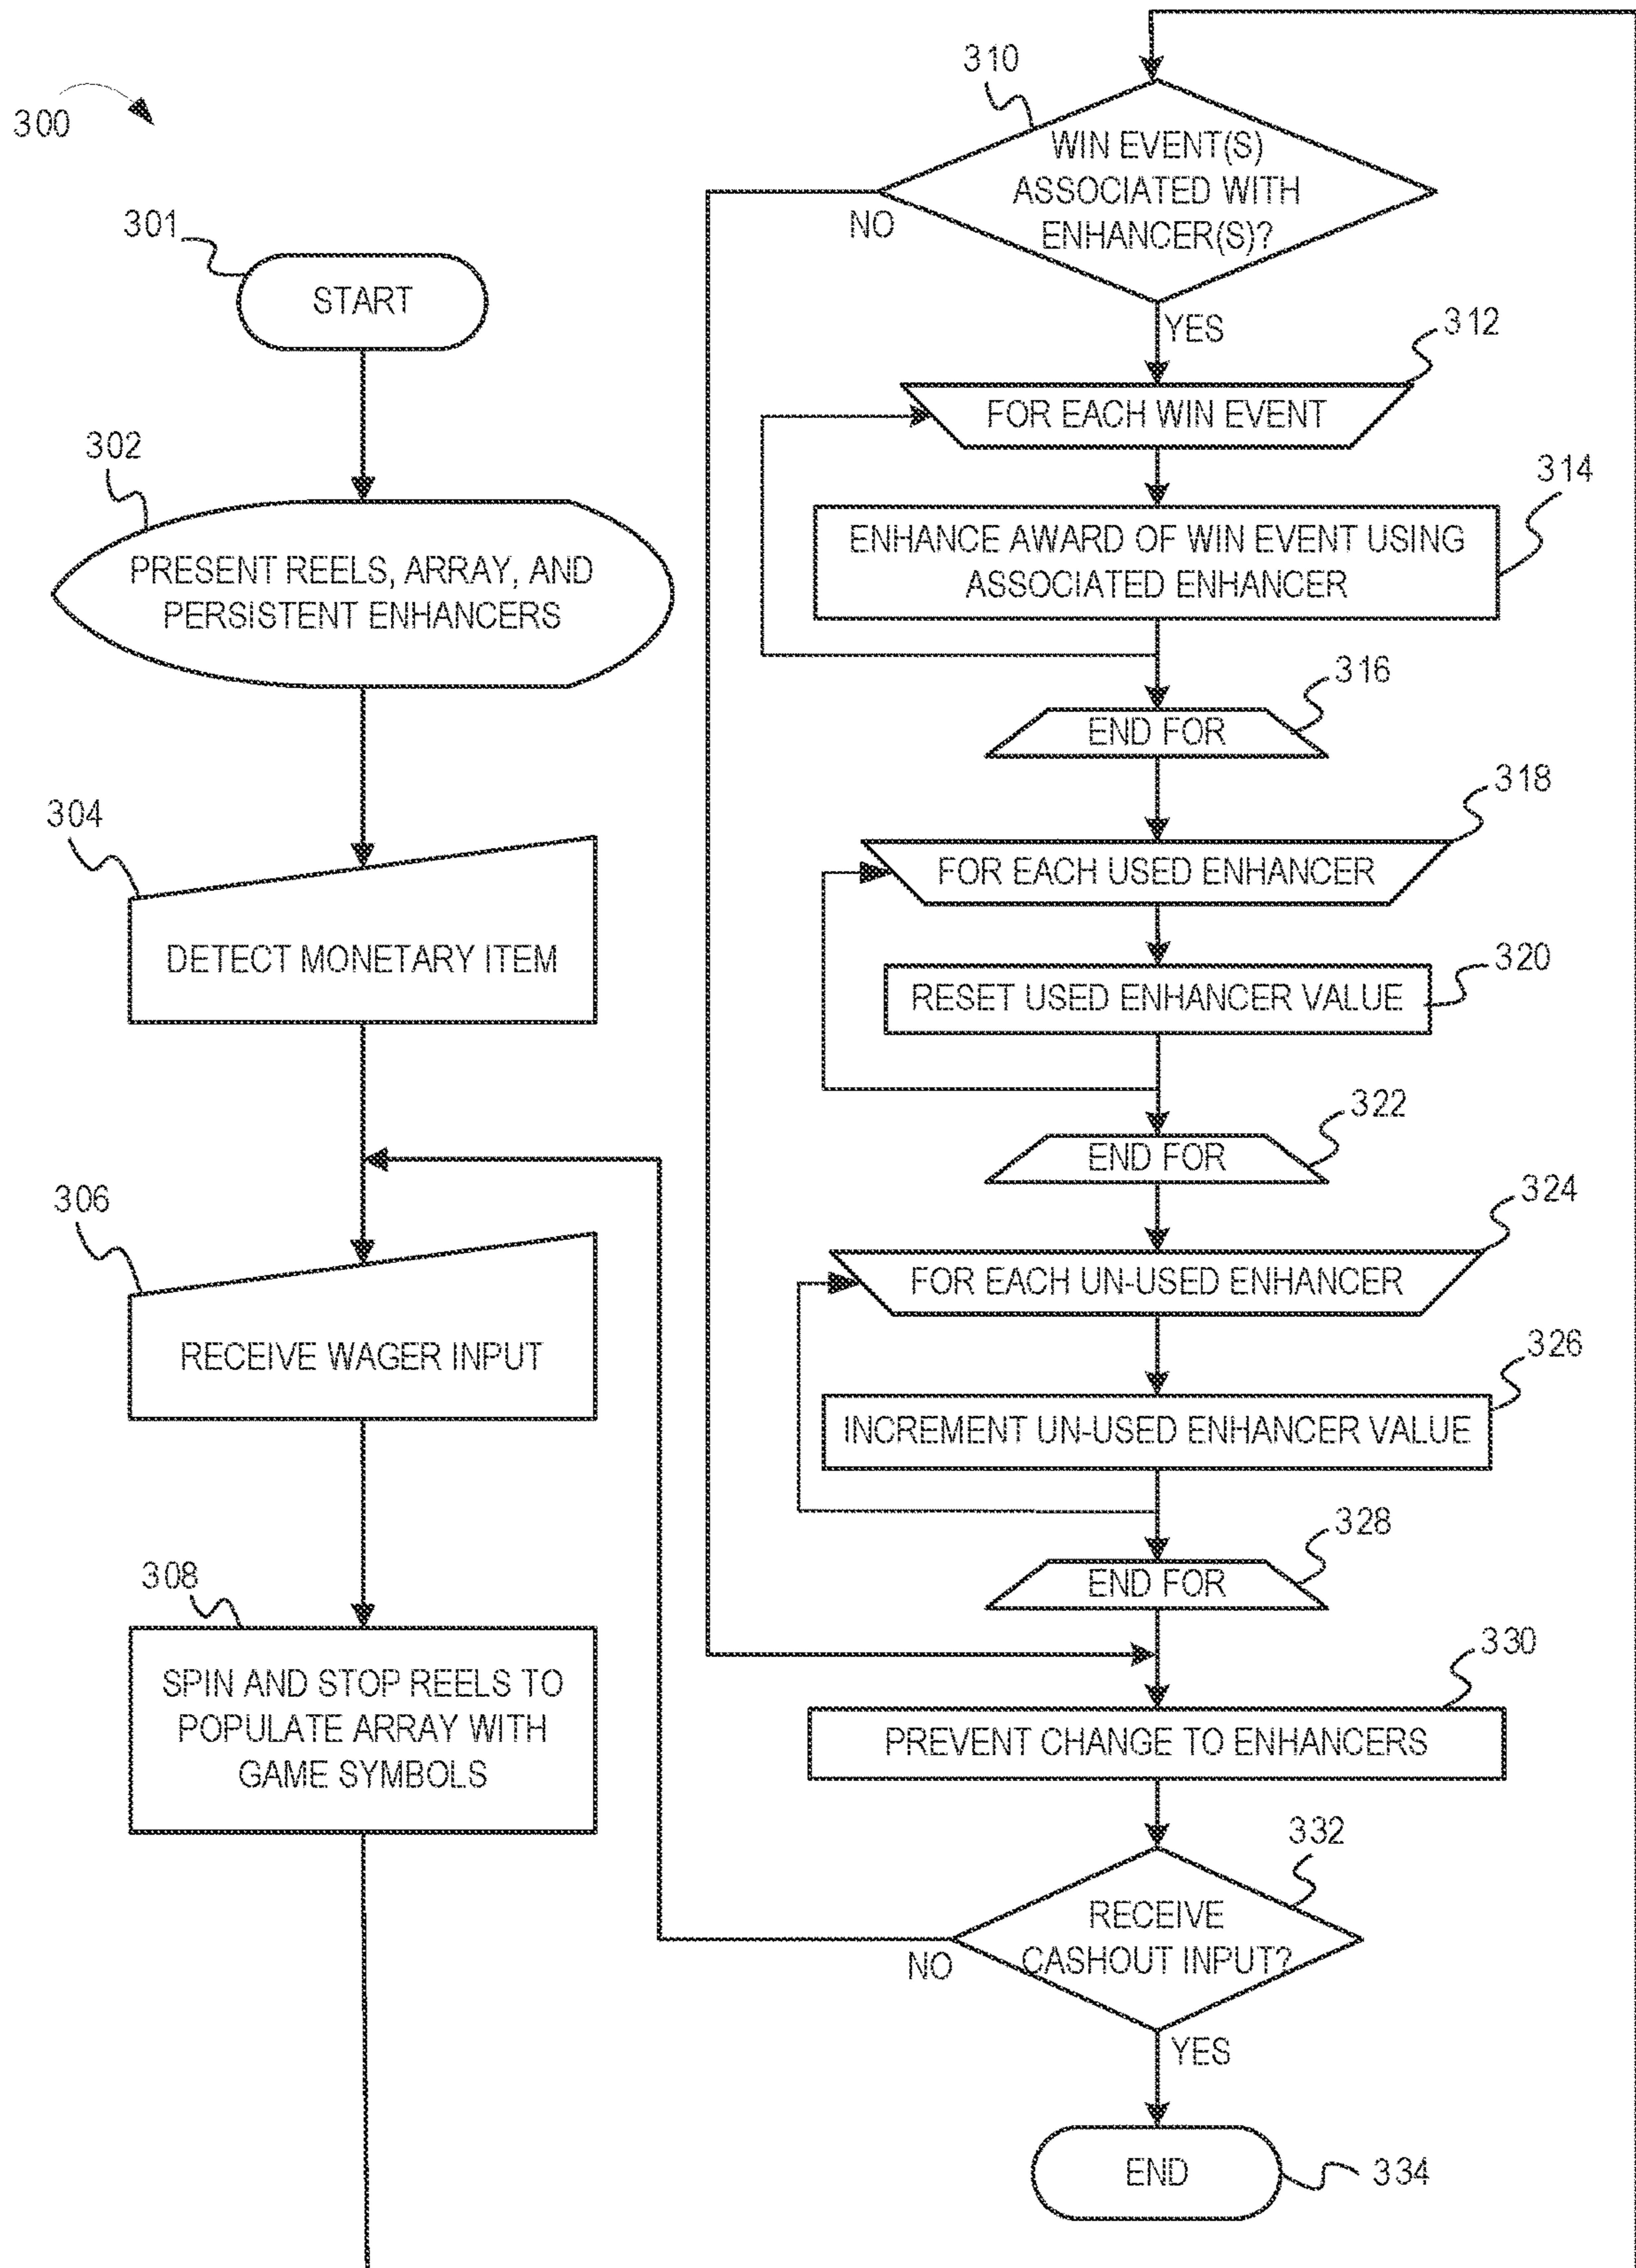 300
301
START
302
PRESENT REELS, ARRAY, AND
PERSISTENT ENHANCERS
304
DETECT MONETARY ITEM
306
RECEIVE WAGER INPUT
308
SPIN AND STOP REELS TO
POPULATE ARRAY WITH
GAME SYMBOLS
310
WIN EVENT(S)
ASSOCIATED WITH
ENHANCER(S)?
NO
YES
312
FOR EACH WIN EVENT
314
ENHANCE AWARD OF WIN EVENT USING
ASSOCIATED ENHANCER
316
END FOR
318
FOR EACH USED ENHANCER
320
RESET USED ENHANCER VALUE
322
END FOR
324
FOR EACH UN-USED ENHANCER
326
INCREMENT UN-USED ENHANCER VALUE
328
END FOR
330
PREVENT CHANGE TO ENHANCERS
332
RECEIVE
CASHOUT INPUT?
NO
YES
END
334